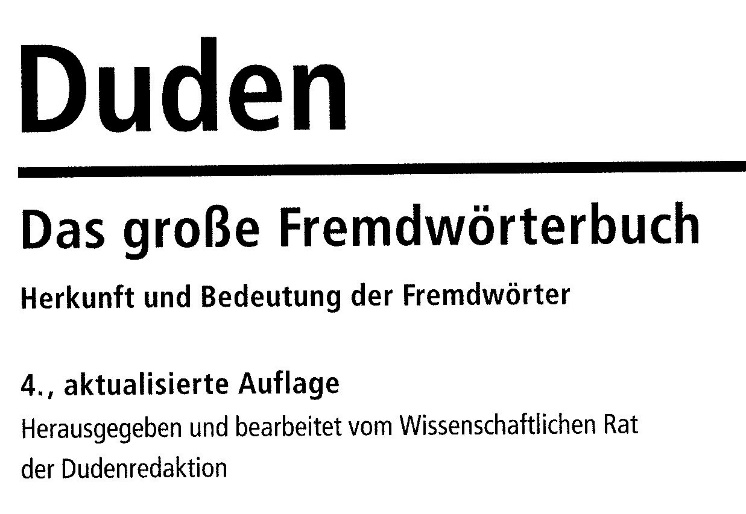 Duden
Das große Fremdwörterbuch
Herkunft und Bedeutung der Fremdwörter
4., aktualisierte Auflage
Herausgegeben und bearbeitet vom Wissenschaftlichen Rat
der Dudenredaktion